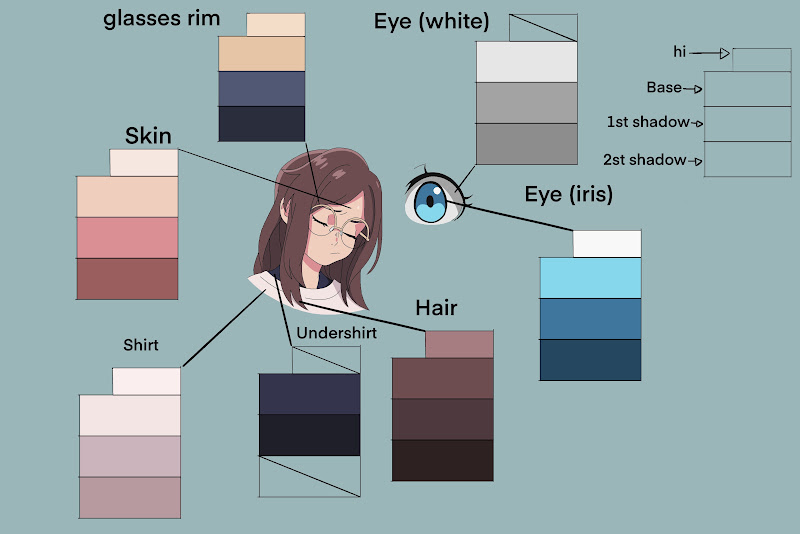 glasses rim
Eye (white)
hi
Base
1st shadow
2st shadow
Skin
Eye (iris)
Hair
Undershirt
Shirt